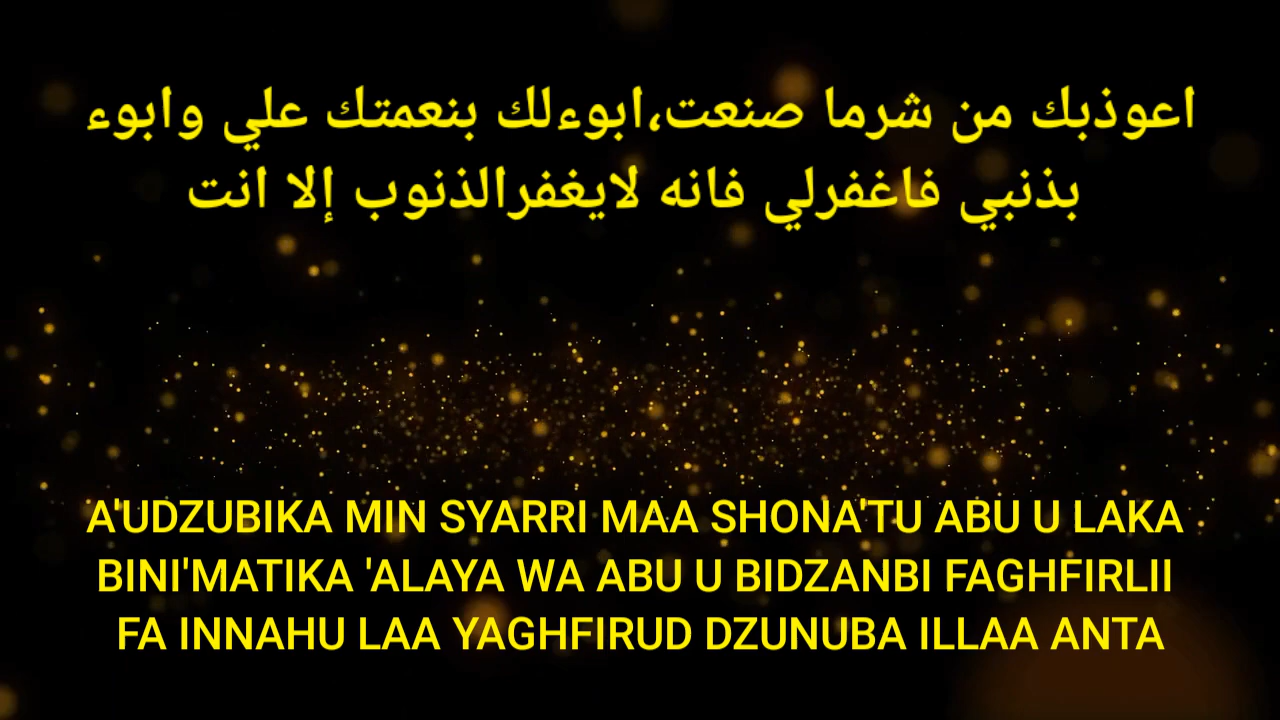 اعوذبك من شرما صنعت،ابوءلك بنعمتك علي وابوء
بذنبي فاغفرلي فانه لايغفرالذنوب إلا انت
A'UDZUBIKA MIN SYARRI MAA SHONA'TU ABU U LAKA
BINI'MATIKA 'ALAYA WA ABU U BIDZANBI FAGHFIRLII
FA INNAHU LAA YAGHFIRUD DZUNUBA ILLAA ANTA